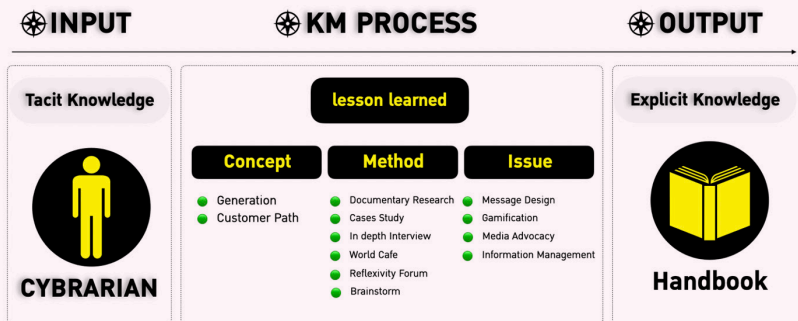 INPUT
KM PROCESS
OUTPUT
Tacit Knowledge
CYBRARIAN
lesson learned
Concept
Generation
Customer Path
Method
Documentary Research
Cases Study
In depth Interview
World Cafe
Reflexivity Forum
Brainstorm
Issue
Message Design
Gamification
Media Advocacy
Information Management
Explicit Knowledge
Handbook